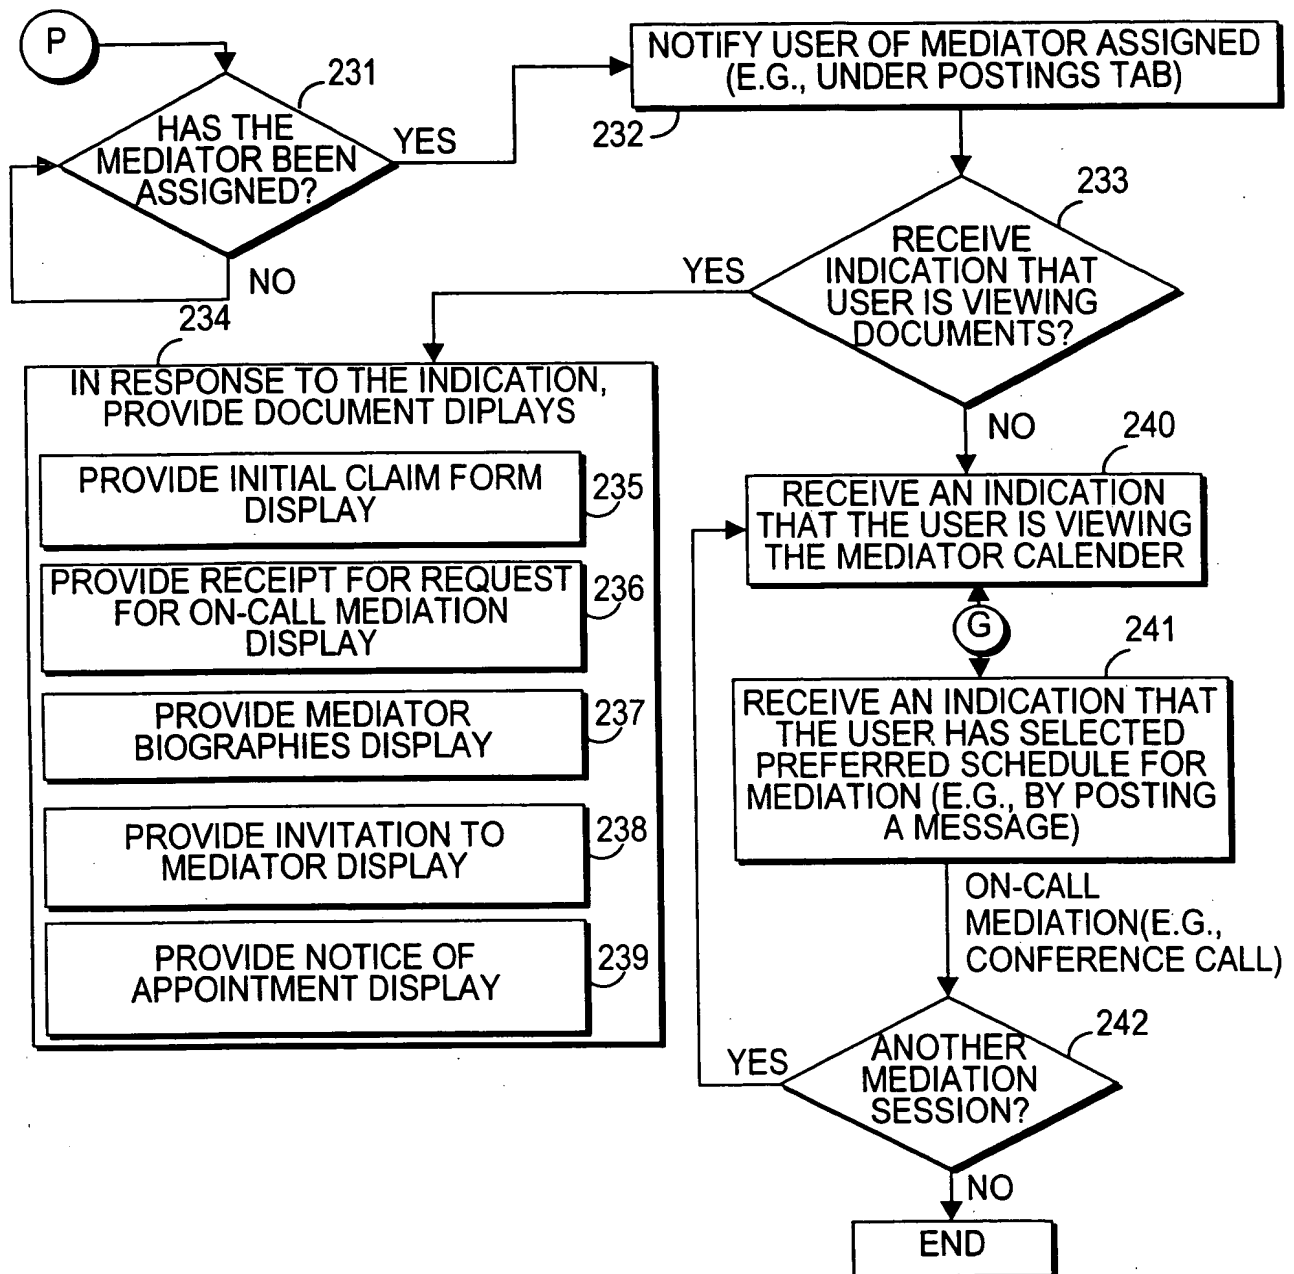 P
231
HAS THE
MEDIATOR BEEN
ASSIGNED?
YES
NO
NOTIFY USER OF MEDIATOR ASSIGNED
(E.G., UNDER POSTINGS TAB)
232
233
RECEIVE
INDICATION THAT
USER IS VIEWING
DOCUMENTS?
YES
NO
234
IN RESPONSE TO THE INDICATION,
PROVIDE DOCUMENT DIPLAYS
PROVIDE INITIAL CLAIM FORM
DISPLAY
235
PROVIDE RECEIPT FOR REQUEST
FOR ON-CALL MEDIATION
DISPLAY
236
PROVIDE MEDIATOR
BIOGRAPHIES DISPLAY
237
PROVIDE INVITATION TO
MEDIATOR DISPLAY
238
PROVIDE NOTICE OF
APPOINTMENT DISPLAY
239
240
RECEIVE AN INDICATION
THAT THE USER IS VIEWING
THE MEDIATOR CALENDER
G
241
RECEIVE AN INDICATION THAT
THE USER HAS SELECTED
PREFERRED SCHEDULE FOR
MEDIATION (E.G., BY POSTING
A MESSAGE)
ON-CALL
MEDIATION(E.G.,
CONFERENCE CALL)
242
ANOTHER
MEDIATION
SESSION?
YES
NO
END